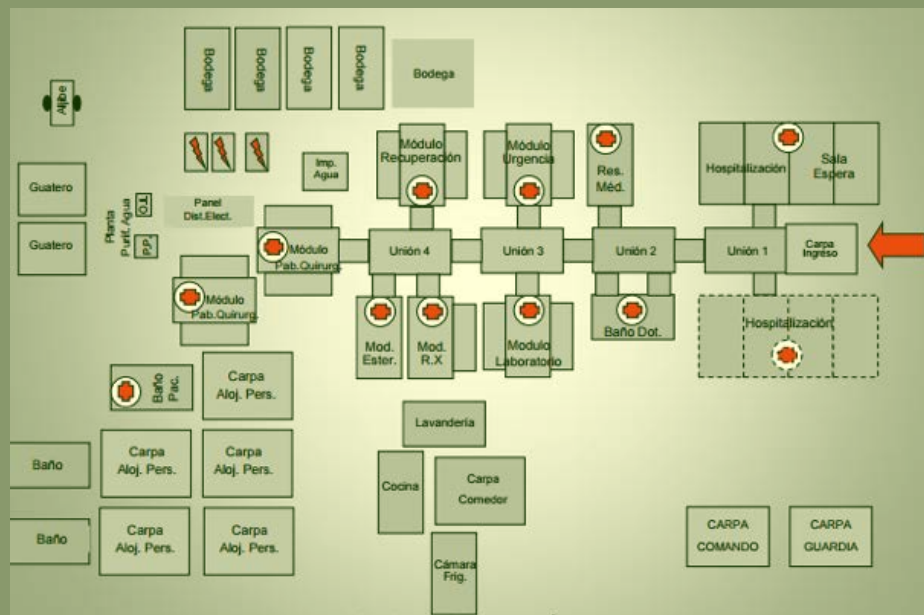 Bodega
Bodega
Bodega
Bodega
Bodega
Aljibe
Módulo
Recuperación
Módulo
Urgencia
Res.
Méd.
Hospitalización
Sala
Espera
Imp.
Agua
Guatero
Guatero
Planta
Purif. Agua
TO
P.P.
Panel
Dist.Elect.
Módulo
Pab.Quirurg.
Unión 4
Unión 3
Unión 2
Unión 1
Carpa
Ingreso
Módulo
Pab.Quirurg.
Mod.
Ester.
Mod.
R.X
Modulo
Laboratorio
Baño Dot.
Hospitalización
Baño
Pac.
Carpa
Aloj. Pers.
Lavandería
Baño
Carpa
Aloj. Pers.
Carpa
Aloj. Pers.
Cocina
Carpa
Comedor
Baño
Carpa
Aloj. Pers.
Carpa
Aloj. Pers.
Cámara
Frig.
CARPA
COMANDO
CARPA
GUARDIA